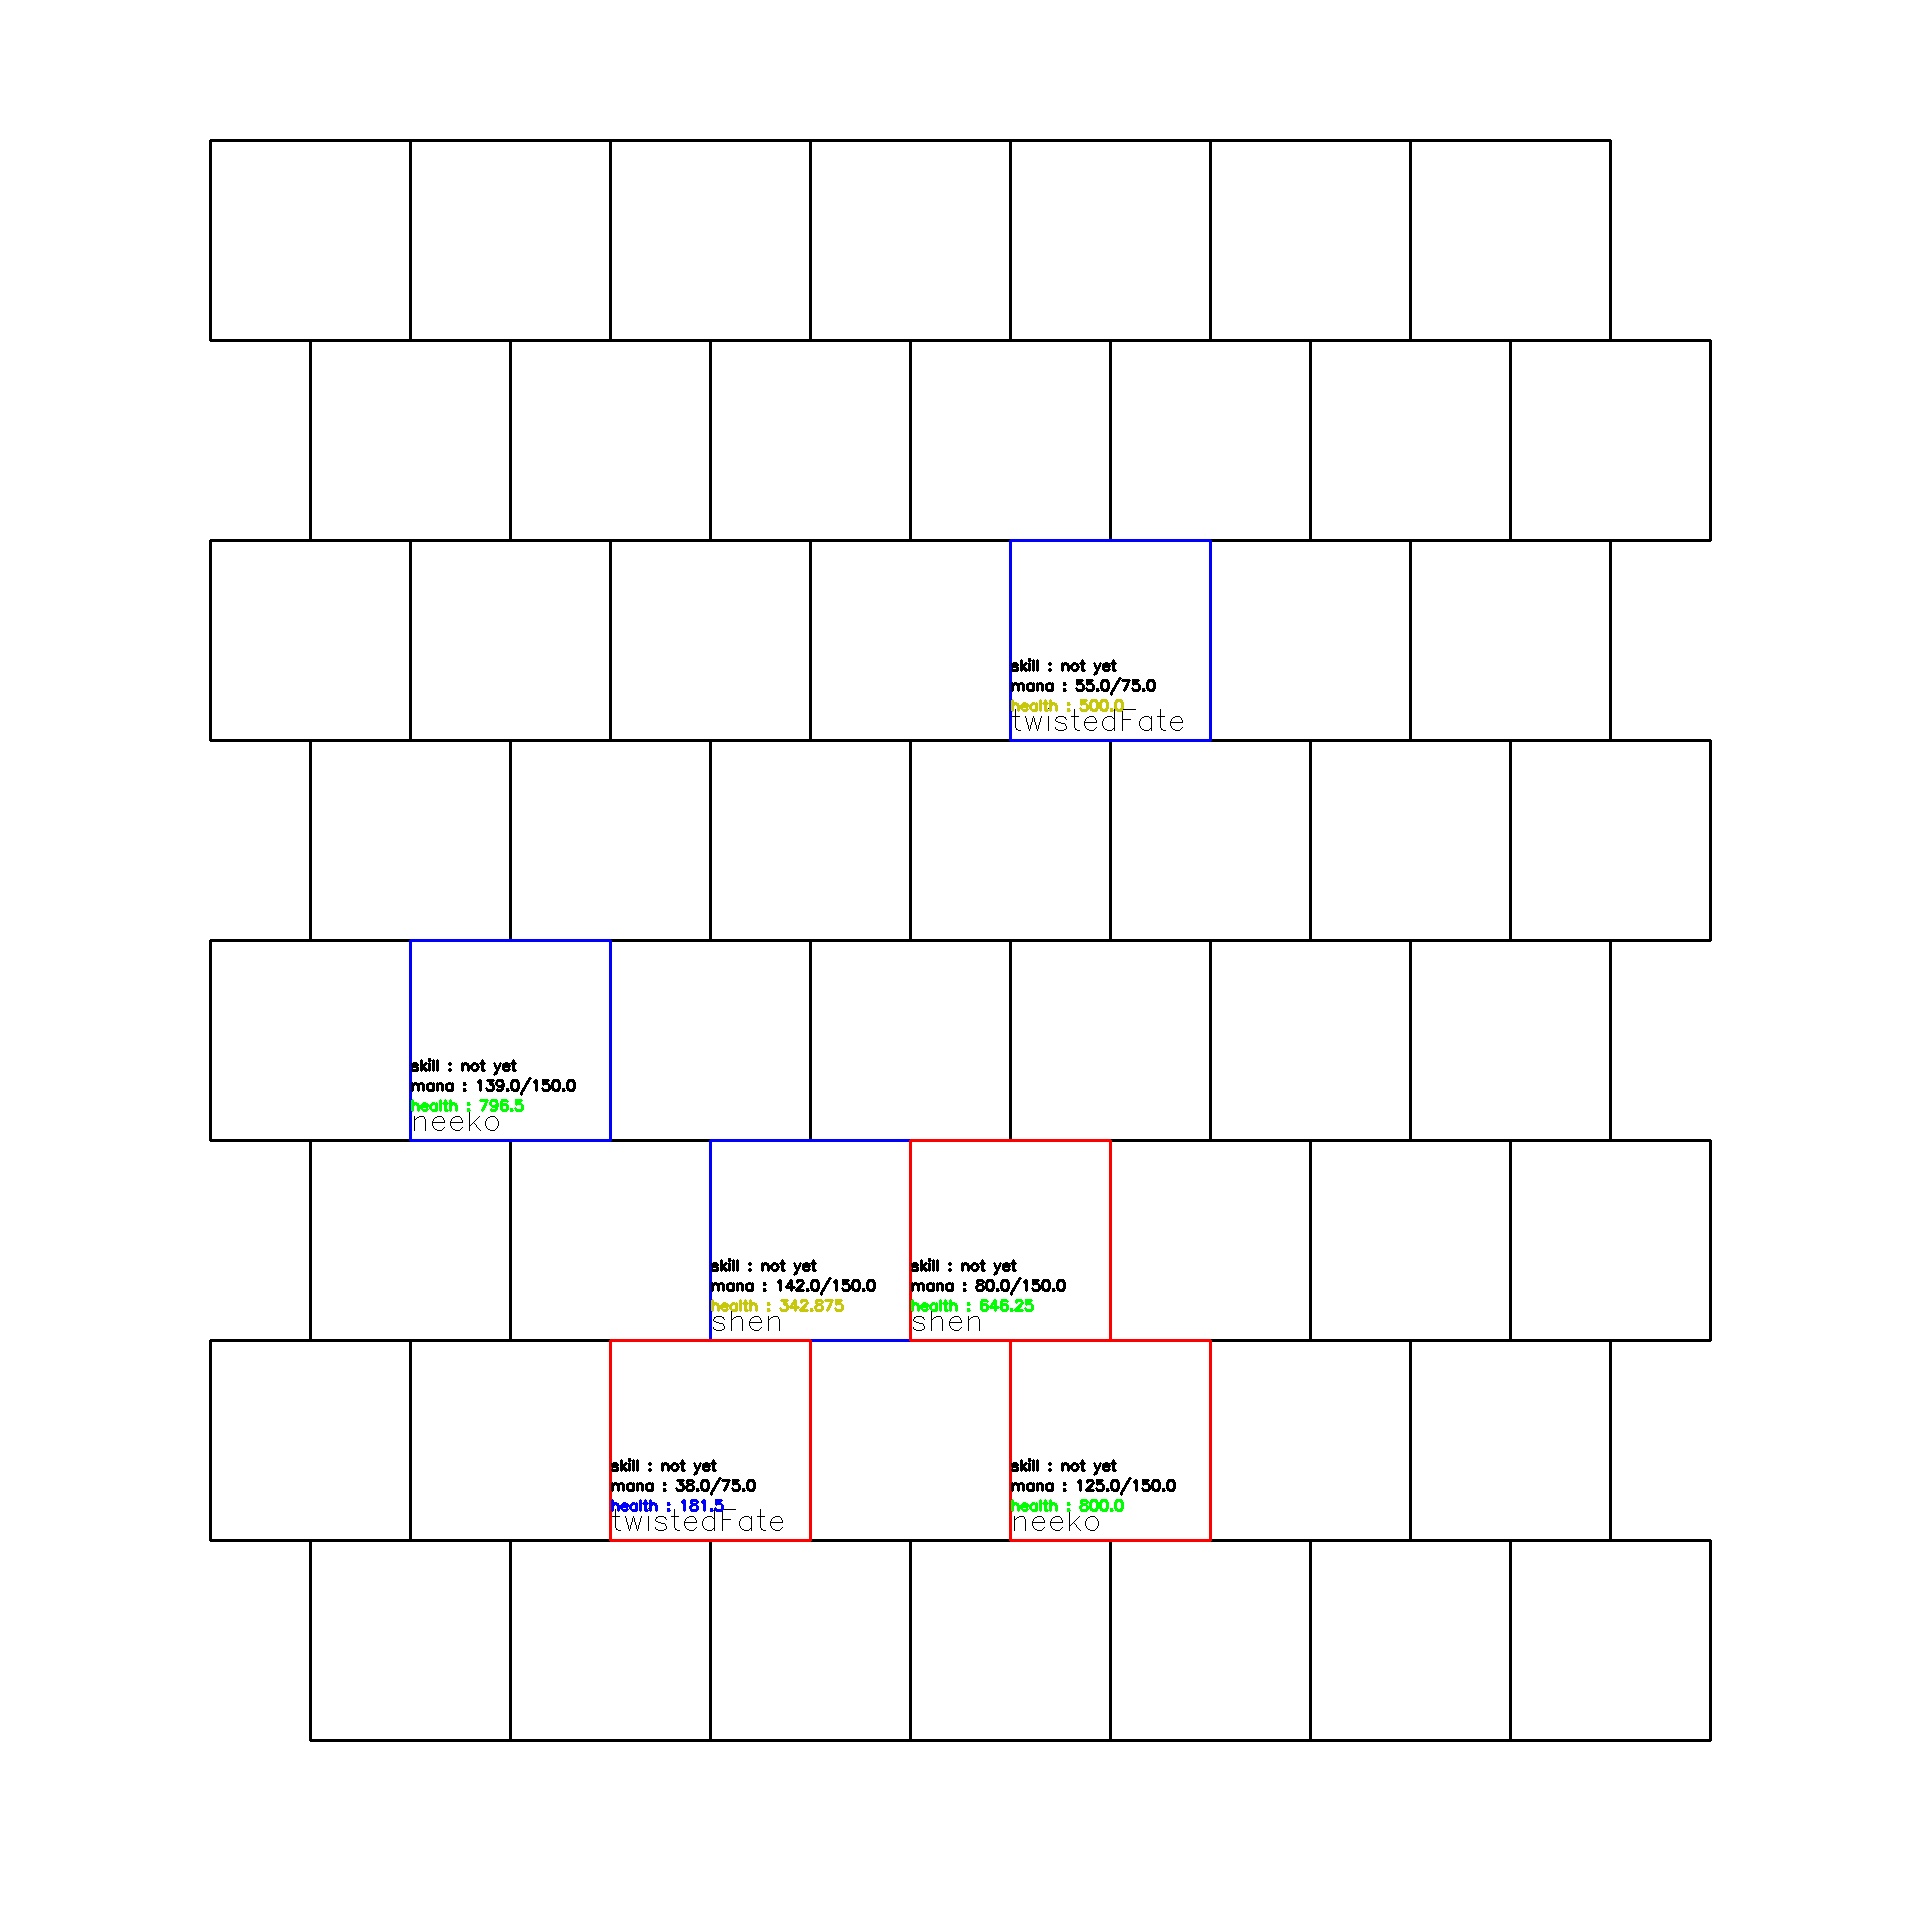 skill : not yet
mana : 55.0/75.0
health : 500.0
twistedFate
skill : not yet
mana : 139.0/150.0
health : 796.5
neeko
skill : not yet
mana : 142.0/150.0
health : 342.875
shen
skill : not yet
mana : 80.0/150.0
health : 646.25
shen
skill : not yet
mana : 38.0/75.0
health : 181.5
twistedFate
skill : not yet
mana : 125.0/150.0
health : 800.0
neeko